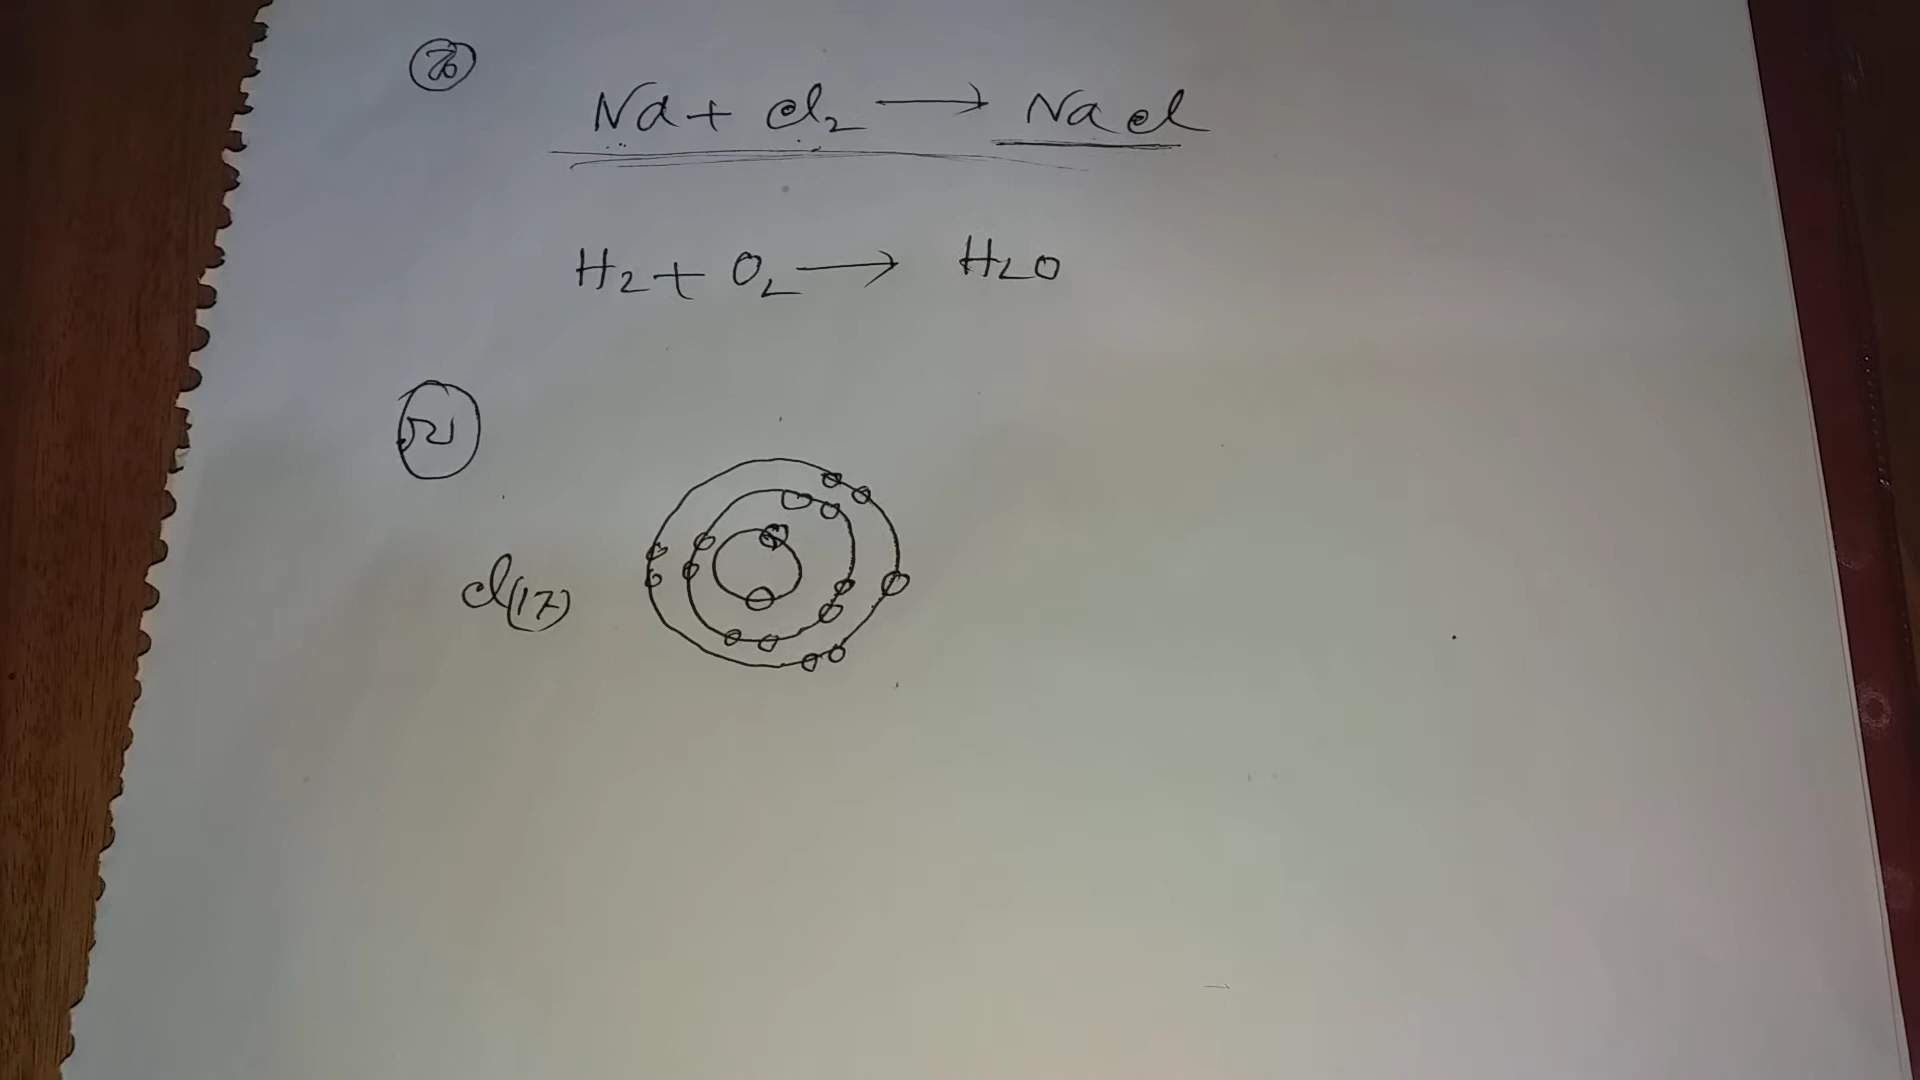 Na + Cl₂ → NaCl
H₂ + O₂ → H₂O
Cl(17)